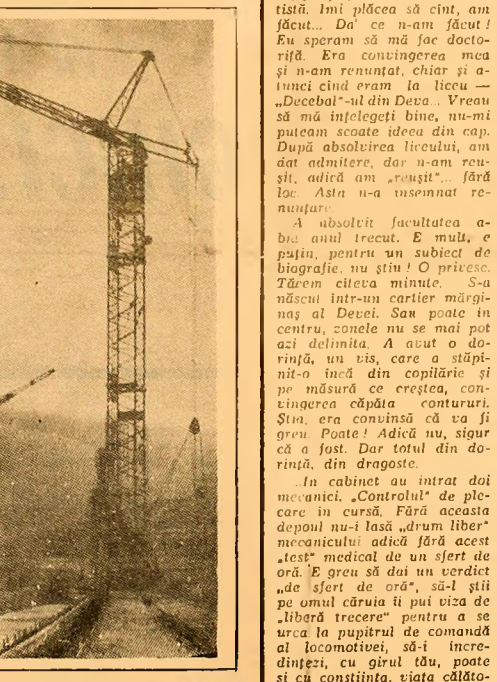 tistă. Imi plăcea să cînt, am
făcut... Da' ce n-am făcut !
Eu speram să mă fac docto-
riță. Era convingerea mea
și n-am renunțat, chiar și a-
tunci cînd eram la liceu —
„Decebal"-ul din Deva... Vreau
să mă înțelegeți bine, nu-mi
puteam scoate ideea din cap.
După absolvirea liceului, am
dat admitere, dar n-am reu-
șit, adică am „reușit"... fără
loc. Asta n-a însemnat re-
nunțare
A absolvit facultatea a-
bia anul trecut. E mult, e
puțin, pentru un subiect de
biografie, nu știu ! O privesc.
Tăcem cîteva minute. S-a
născut într-un cartier mărgi-
naș al Devei. Sau poate in
centru, zonele nu se mai pot
azi delimita. A avut o do-
rință, un vis, care a stăpî-
nit-o încă din copilărie și
pe măsură ce creștea, con-
vingerea căpăta contururi.
Știa, era convinsă că va fi
greu. Poate ! Adică nu, sigur
că a fost. Dar totul din do-
rință, din dragoste.
..In cabinet au intrat doi
mecanici. „Controlul" de ple-
care in cursă. Fără aceasta
depoul nu-i lasă „drum liber"
mecanicului adică fără acest
„test" medical de un sfert de
oră. E greu să dai un verdict
„de sfert de oră", să-l știi
pe omul căruia ii pui viza de
„liberă trecere" pentru a se
urca la pupitrul de comandă
al locomotivei, să-i încre-
dințezi, cu girul tău, poate
și cu conștiința, viața călăto-